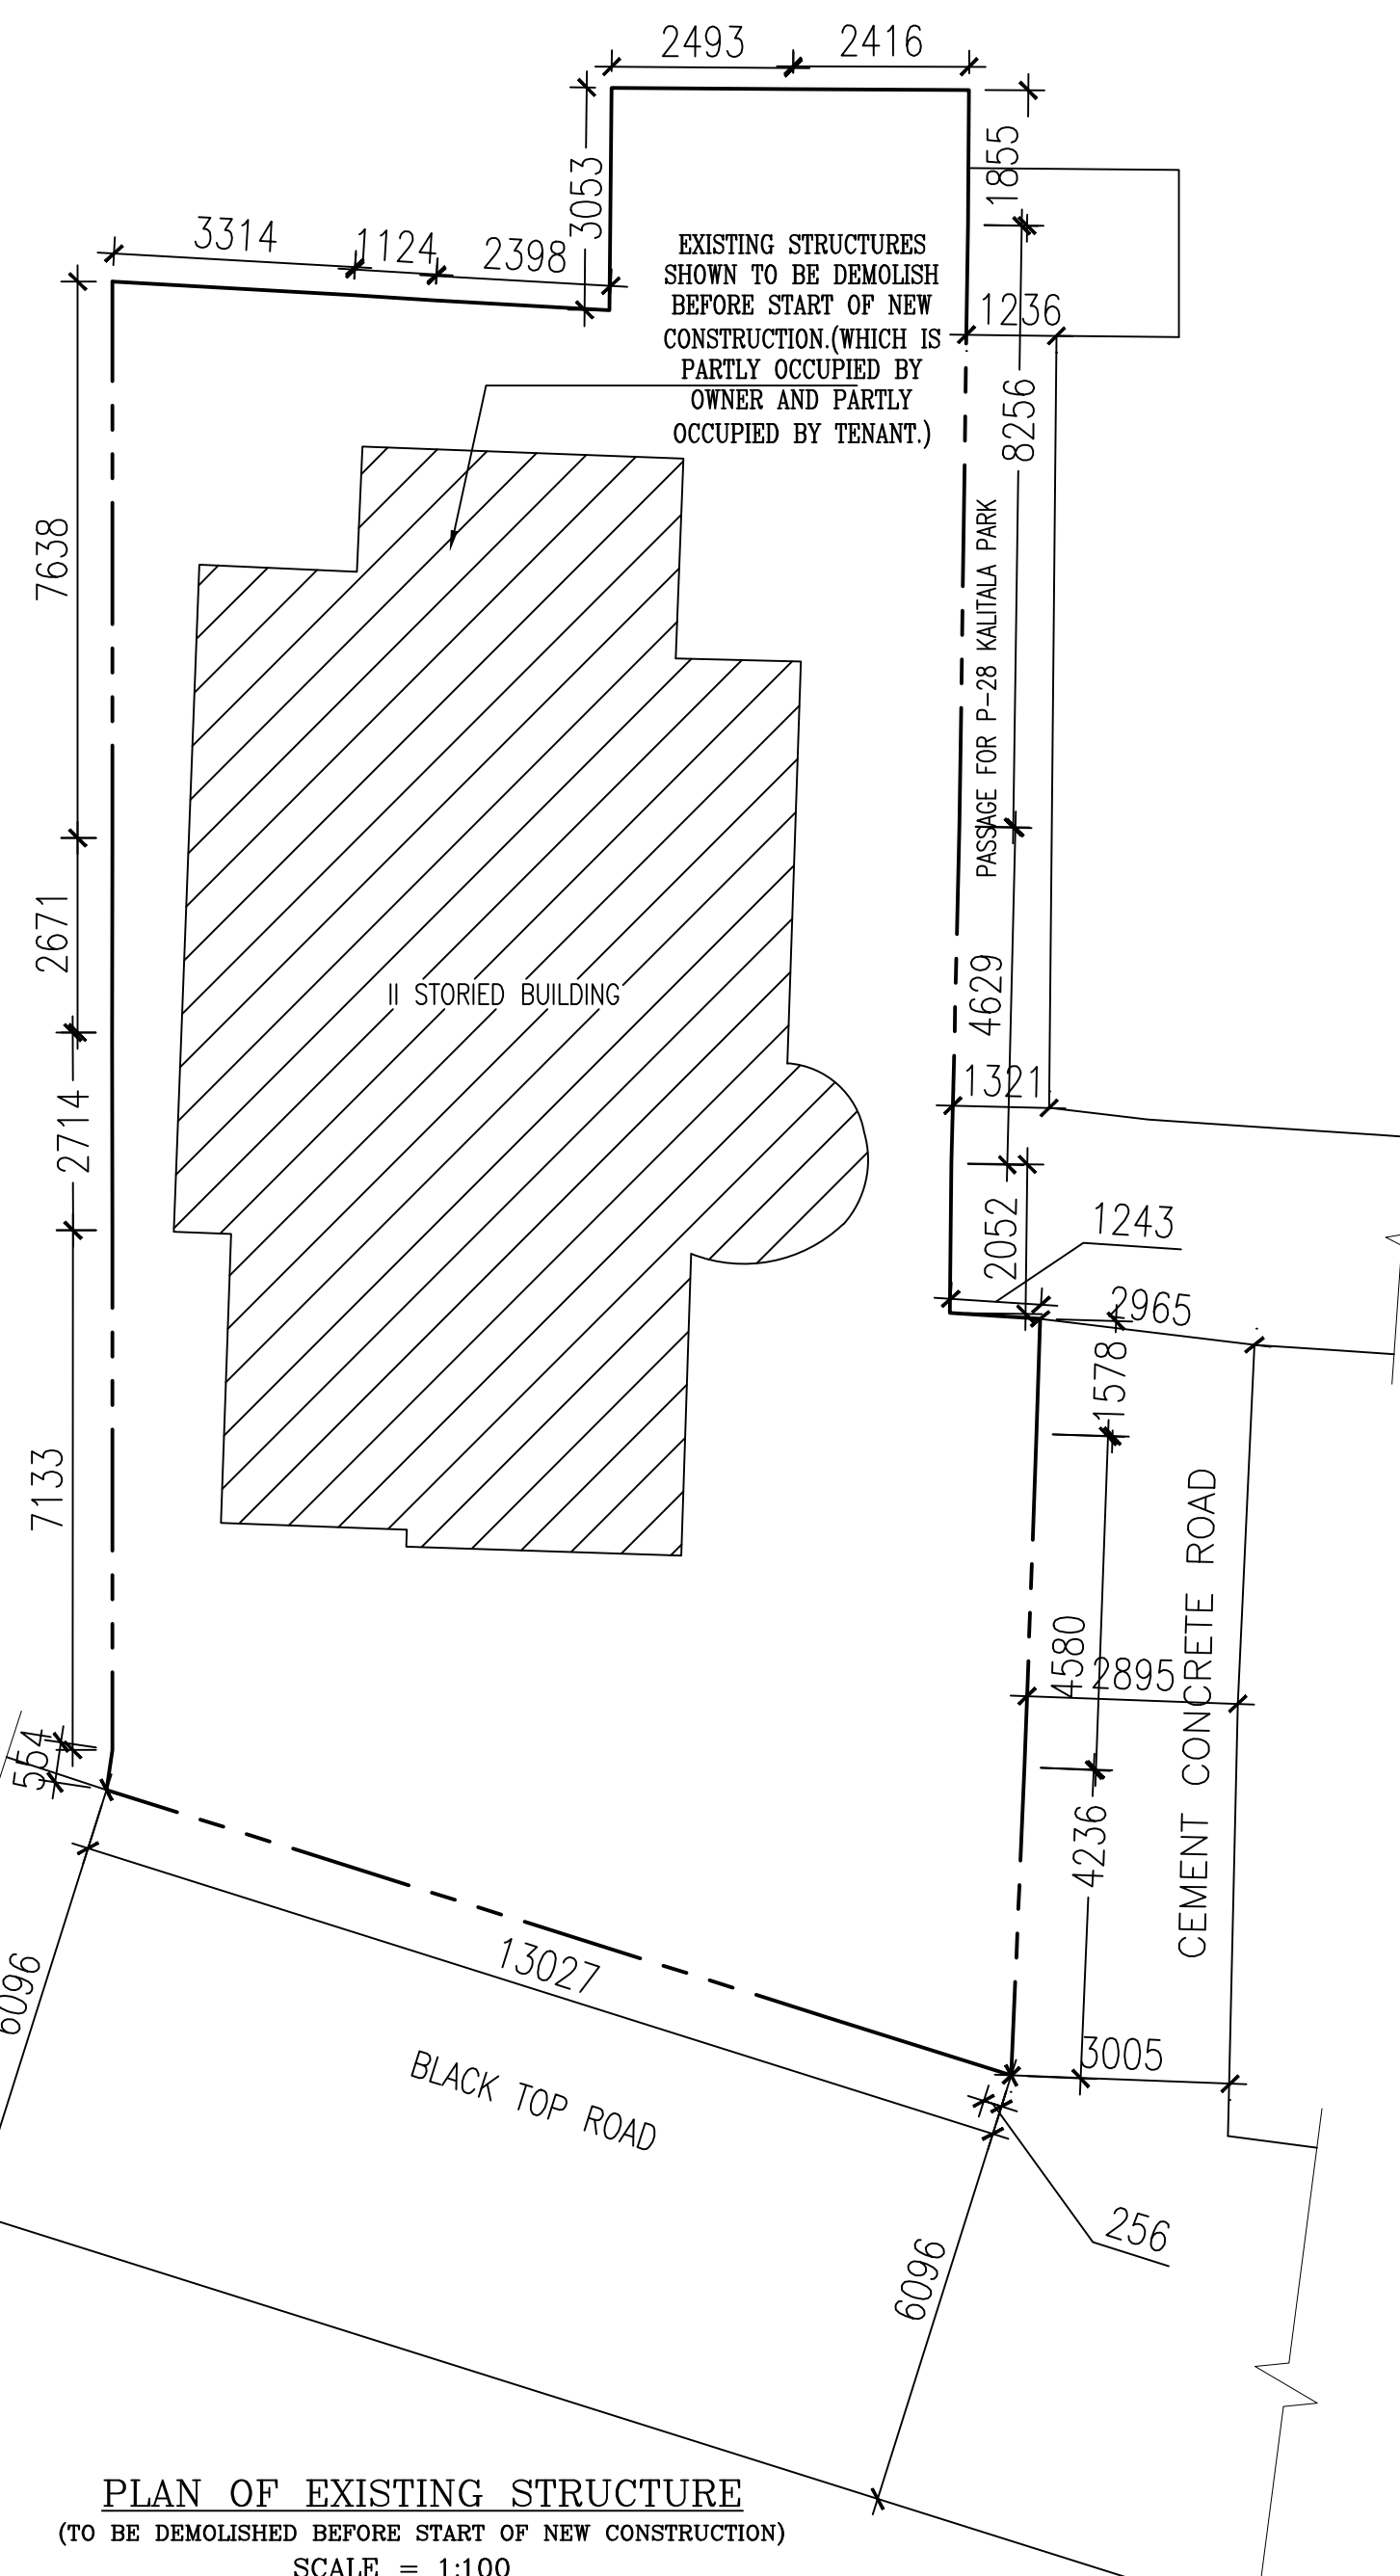 2493
2416
1855
3053
3314
1124
2398
EXISTING STRUCTURES
SHOWN TO BE DEMOLISH
BEFORE START OF NEW
CONSTRUCTION.(WHICH IS
PARTLY OCCUPIED BY
OWNER AND PARTLY
OCCUPIED BY TENANT.)
1236
8256
7638
PASSAGE FOR P-28 KALITALA PARK
2671
4629
II STORIED BUILDING
1321
2714
2052
1243
2965
1578
7133
4580
2895
CEMENT CONCRETE ROAD
554
4236
13027
6096
3005
BLACK TOP ROAD
256
6096
PLAN OF EXISTING STRUCTURE
(TO BE DEMOLISHED BEFORE START OF NEW CONSTRUCTION)
SCALE = 1:100